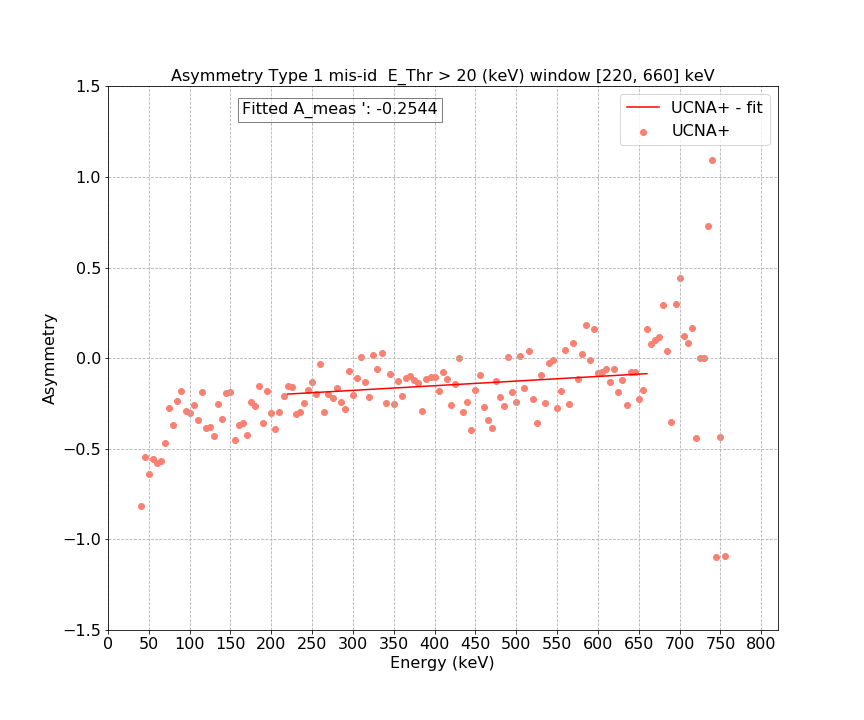 Asymmetry Type 1 mis-id  E_Thr > 20 (keV) window [220, 660] keV
Fitted A_meas ': -0.2544
UCNA+ - fit
UCNA+
1.5
1.0
0.5
0.0
−0.5
−1.0
−1.5
Asymmetry
0 50 100 150 200 250 300 350 400 450 500 550 600 650 700 750 800
Energy (keV)